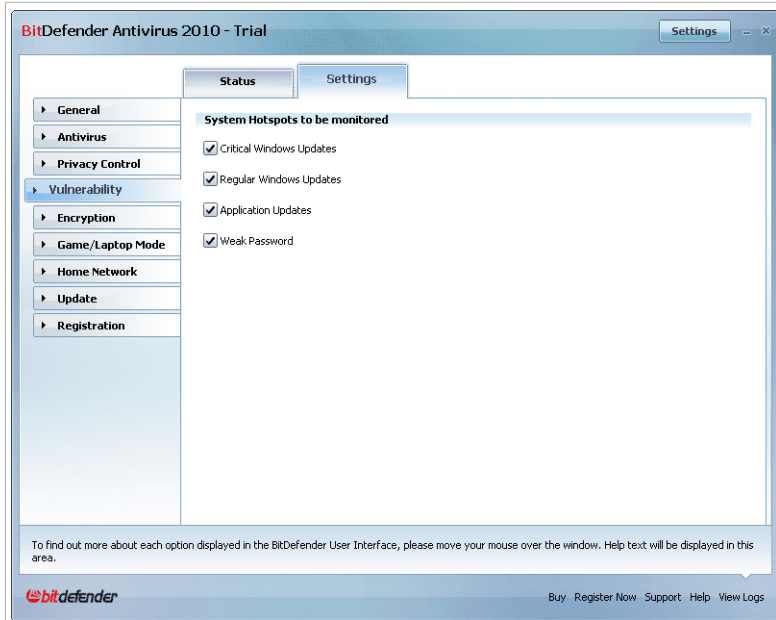 BitDefender Antivirus 2010 - Trial
Settings
Status
Settings
General
Antivirus
Privacy Control
Vulnerability
Encryption
Game/Laptop Mode
Home Network
Update
Registration
System Hotspots to be monitored
Critical Windows Updates
Regular Windows Updates
Application Updates
Weak Password
To find out more about each option displayed in the BitDefender User Interface, please move your mouse over the window. Help text will be displayed in this
area.
bitdefender
Buy Register Now Support Help View Logs